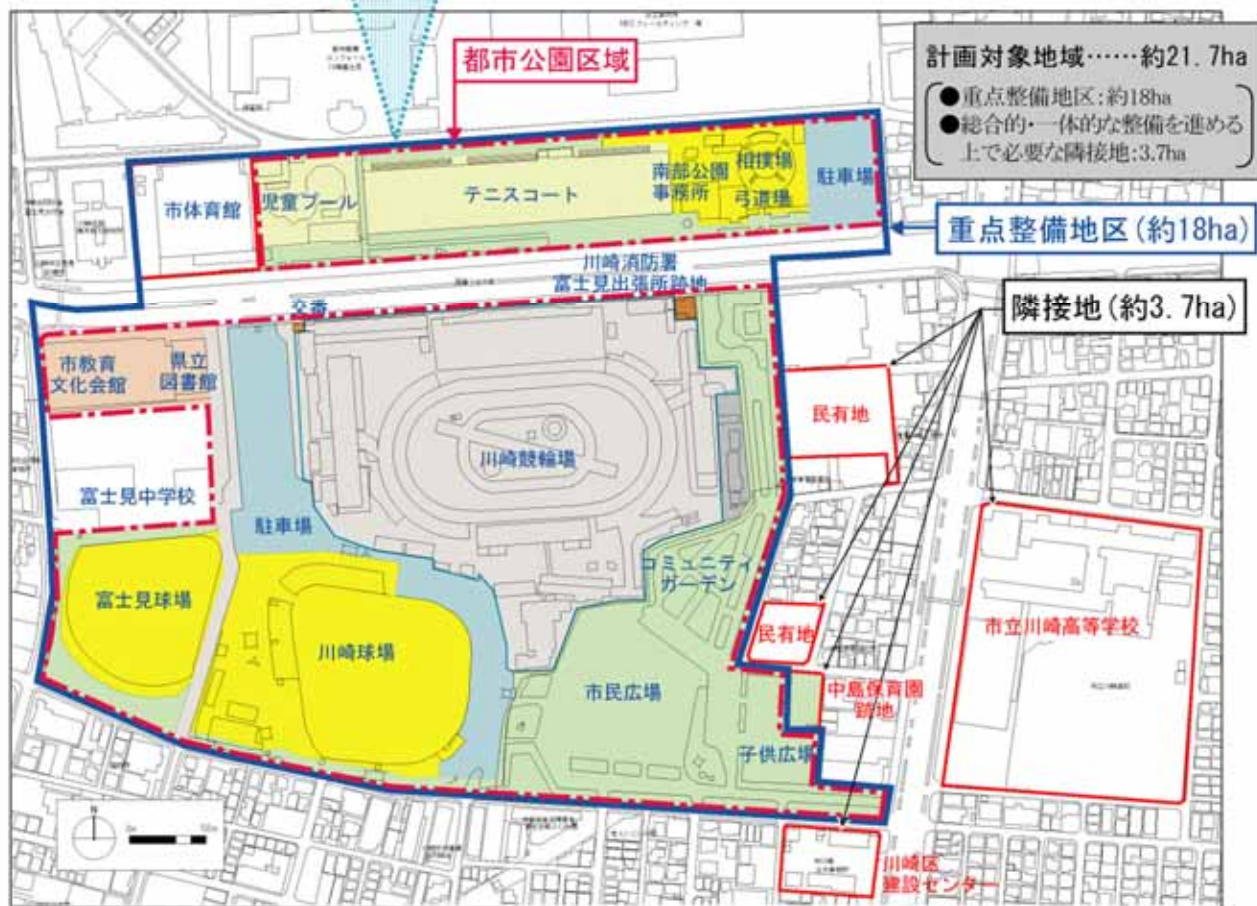 都市公園区域
計画対象地域……約21.7ha
●重点整備地区:約18ha
●総合的・一体的な整備を進める
上で必要な隣接地:3.7ha
市体育館
児童プール
テニスコート
南部公園
事務所
相撲場
弓道場
駐車場
重点整備地区(約18ha)
川崎消防署
富士見出張所跡地
交番
隣接地(約3.7ha)
市教育
文化会館
県立
図書館
川崎競輪場
民有地
富士見中学校
駐車場
コミュニティ
ガーデン
富士見球場
川崎球場
市民広場
民有地
市立川崎高等学校
中島保育園
跡地
子供広場
N
川崎区
建設センター